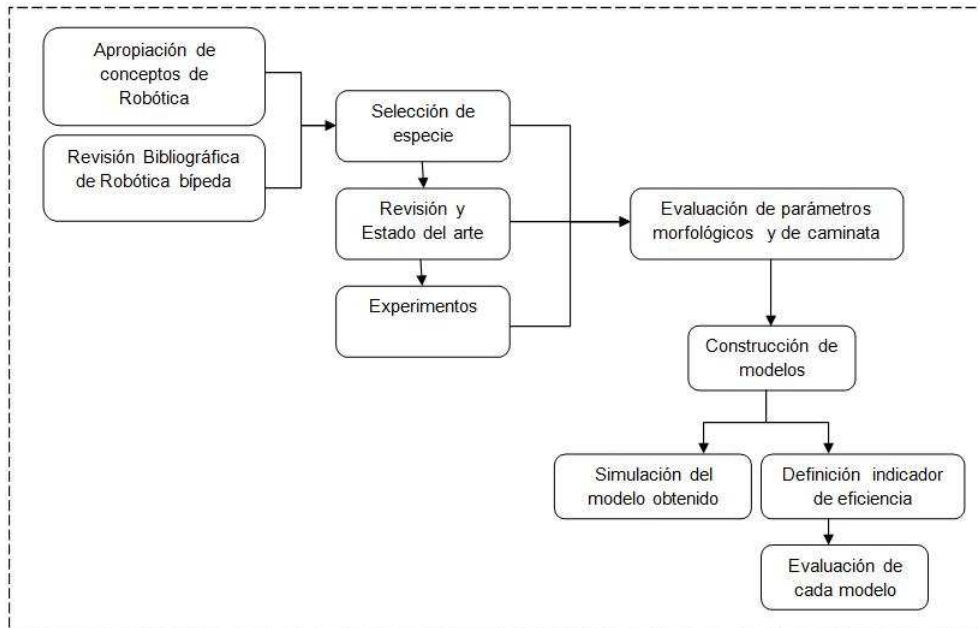 Apropiación de
conceptos de
Robótica
Revisión Bibliográfica
de Robótica bípeda
Selección de
especie
Revisión y
Estado del arte
Experimentos
Evaluación de parámetros
morfológicos y de caminata
Construcción de
modelos
Simulación del
modelo obtenido
Definición indicador
de eficiencia
Evaluación de
cada modelo